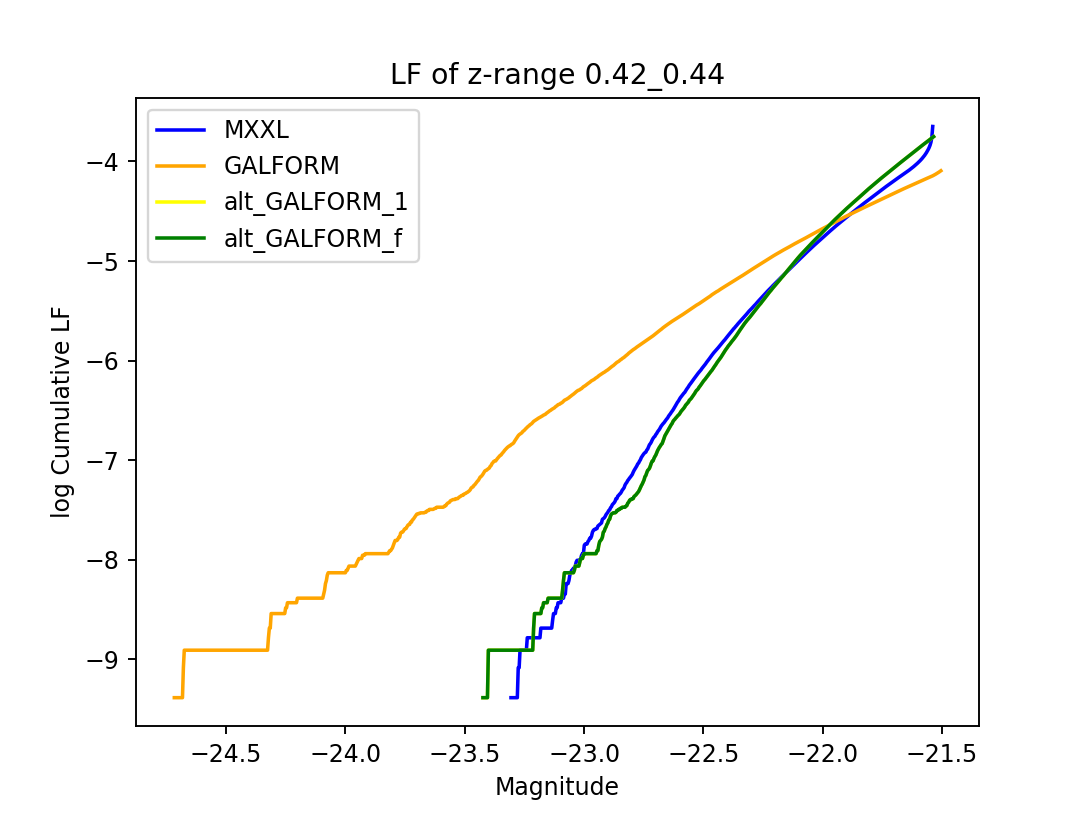 LF of z-range 0.42_0.44
MXXL
GALFORM
alt_GALFORM_1
alt_GALFORM_f
log Cumulative LF
−4
−5
−6
−7
−8
−9
−24.5
−24.0
−23.5
−23.0
−22.5
−22.0
−21.5
Magnitude